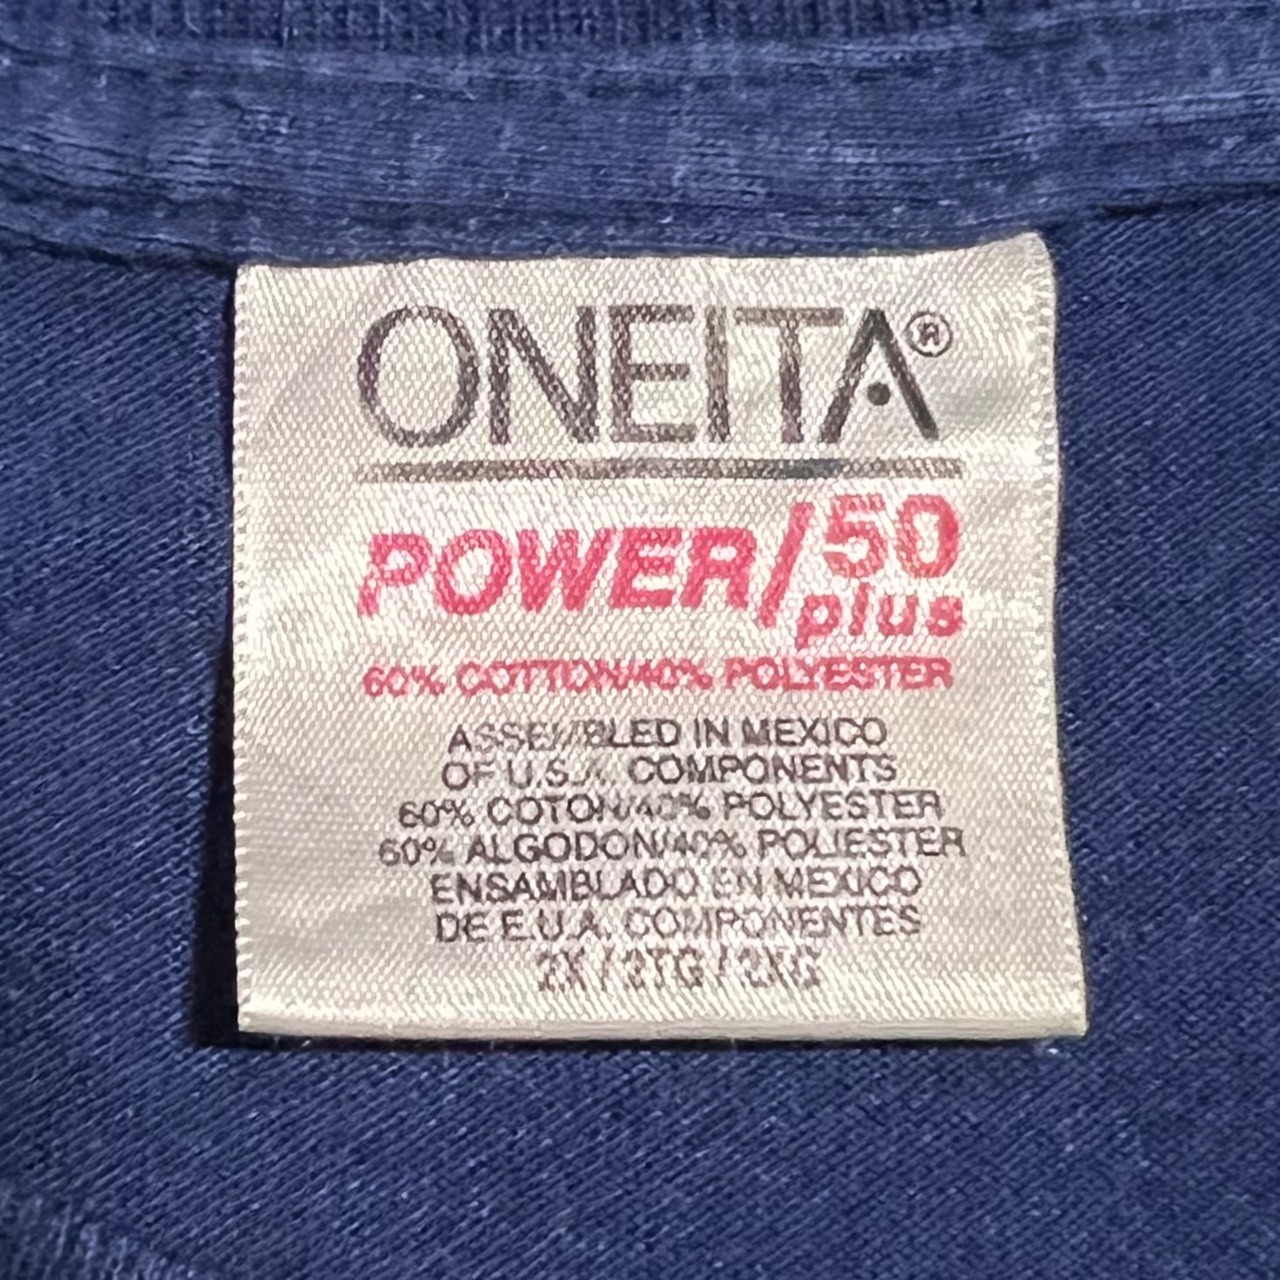 ONEITA®
POWER/50 plus
60% COTTON/40% POLYESTER
ASSEMBLED IN MEXICO
OF U.S.A. COMPONENTS
60% COTON/40% POLYESTER
60% ALGODON/40% POLIESTER
ENSAMBLADO EN MEXICO
DE E.U.A. COMPONENTES
2X / 2TG / 2XG